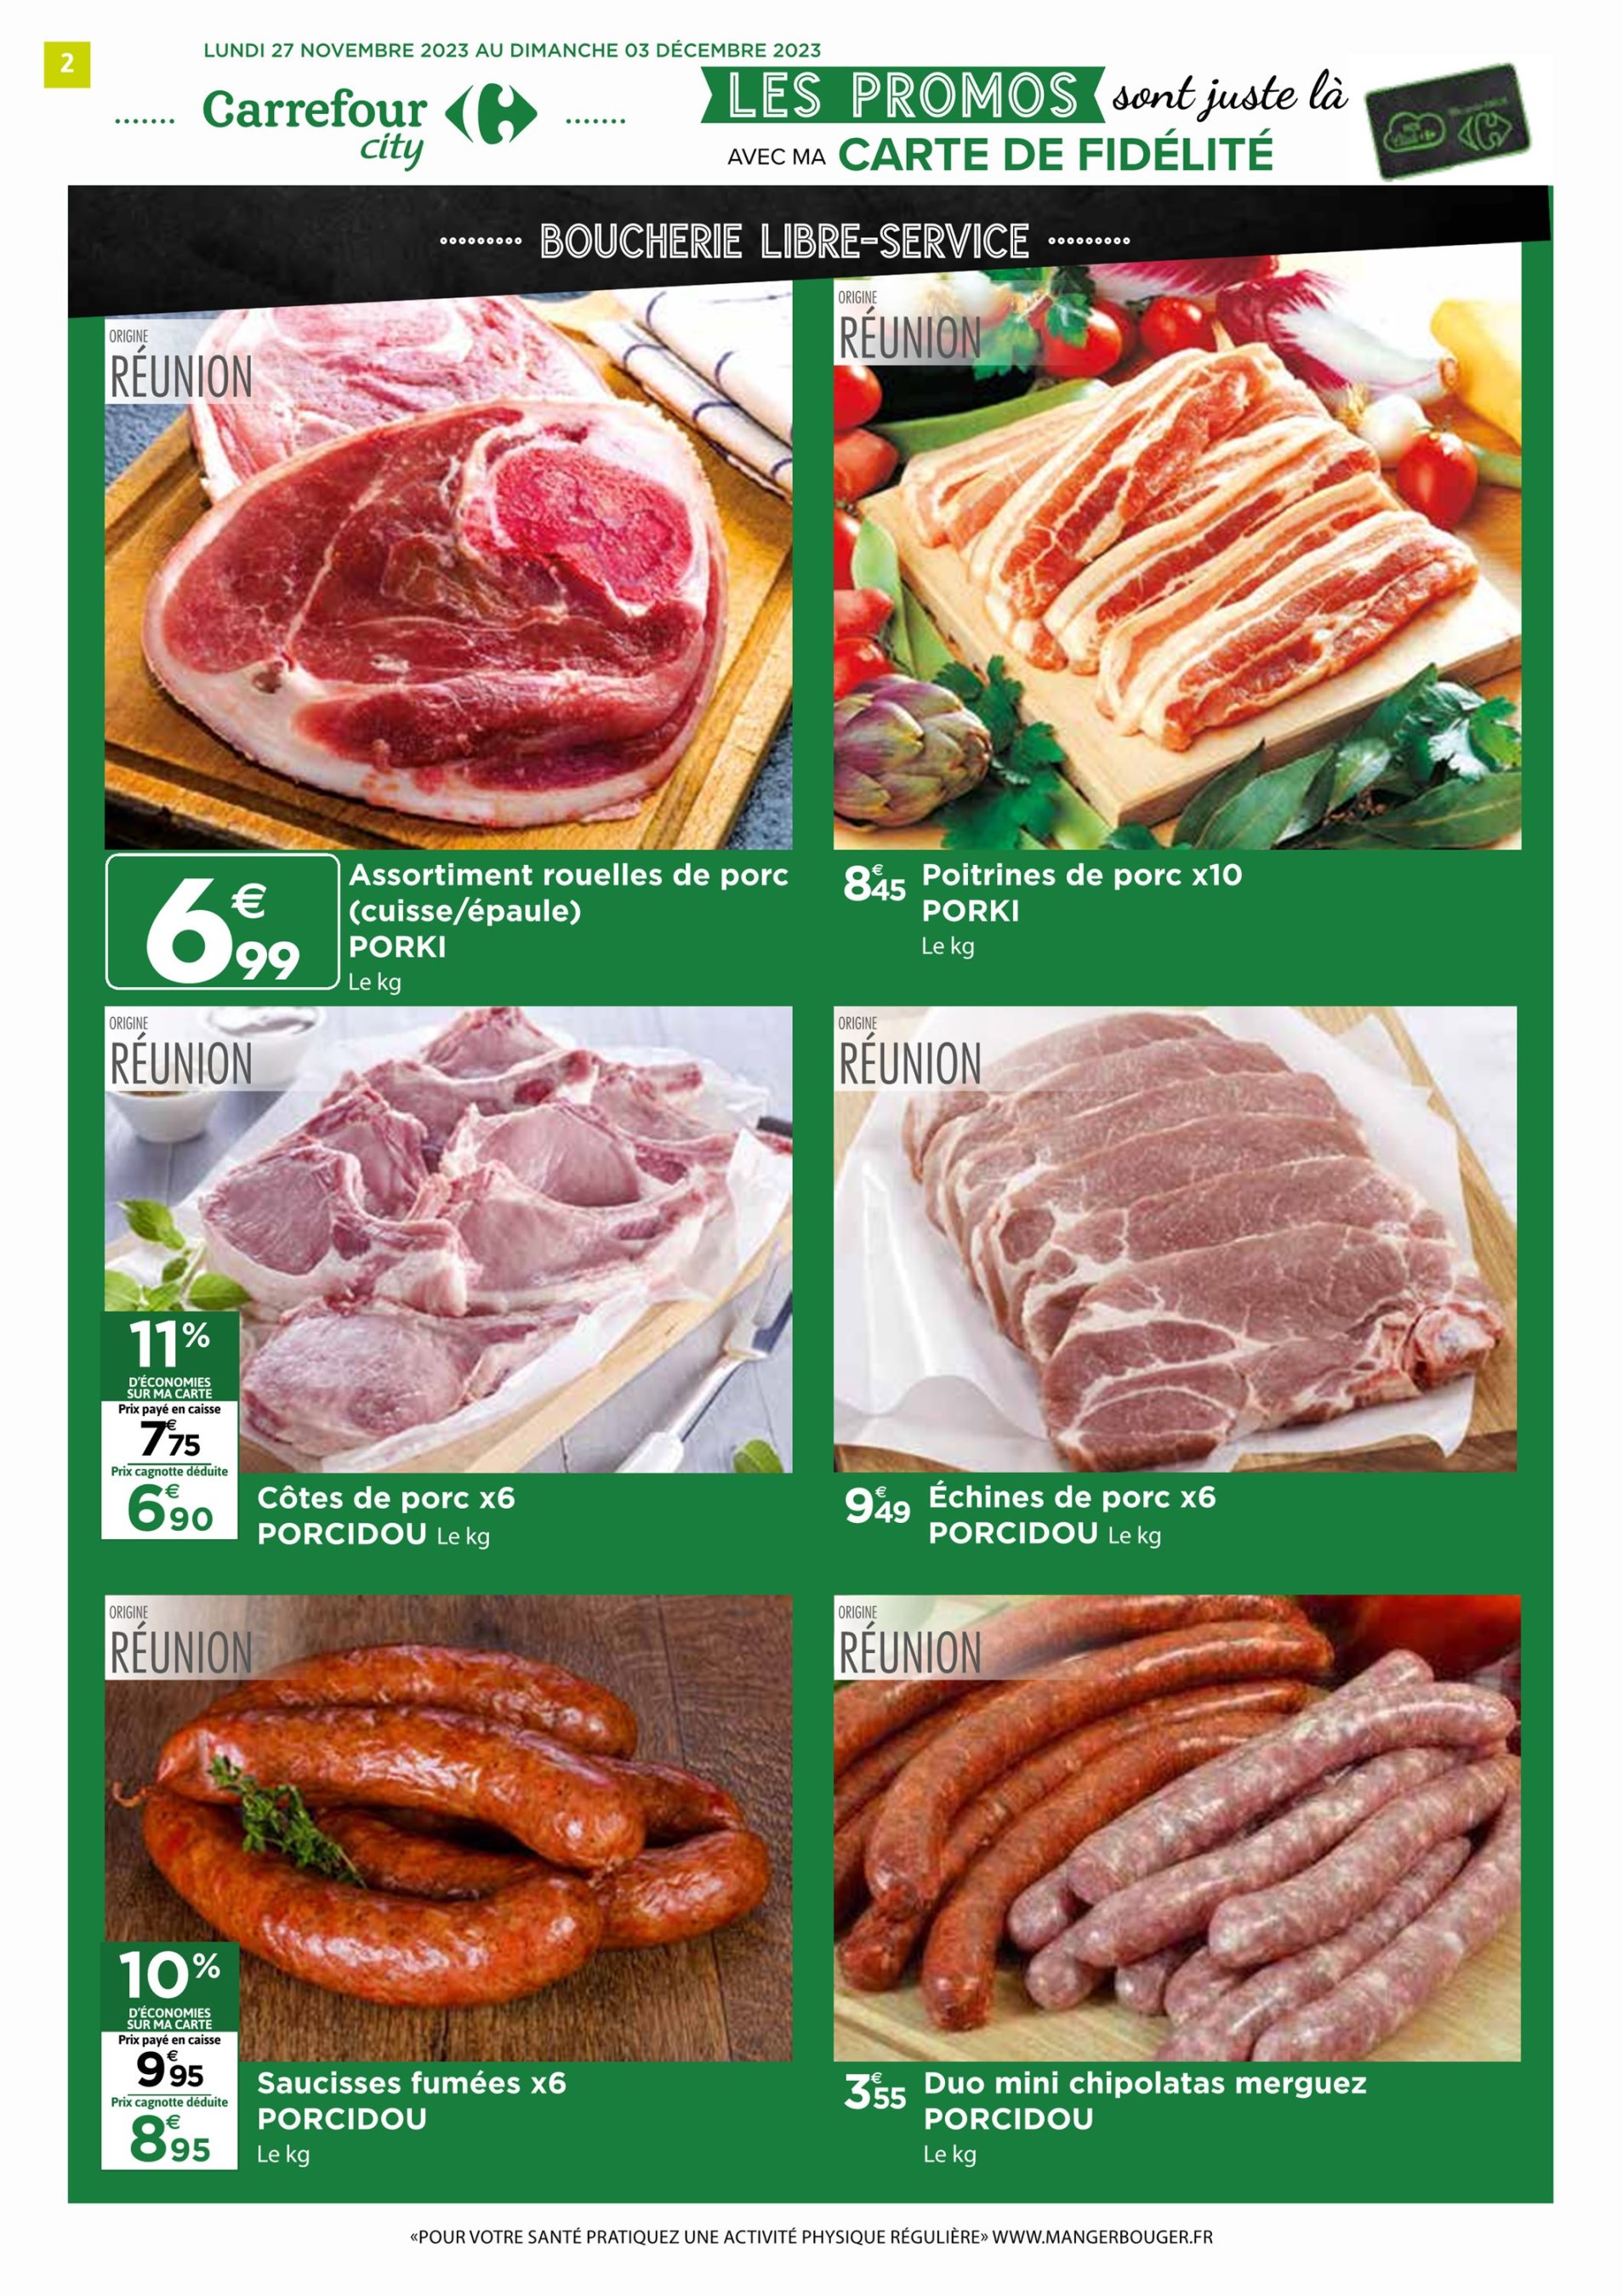 2
LUNDI 27 NOVEMBRE 2023 AU DIMANCHE 03 DÉCEMBRE 2023
Carrefour
city
LES PROMOS sont juste là
AVEC MA CARTE DE FIDÉLITÉ
BOUCHERIE LIBRE-SERVICE
ORIGINE
RÉUNION
ORIGINE
RÉUNION
6€99
Assortiment rouelles de porc
(cuisse/épaule)
PORKI
Le kg
8€45
Poitrines de porc x10
PORKI
Le kg
ORIGINE
RÉUNION
11%
D'ÉCONOMIES
SUR MA CARTE
Prix payé en caisse
7€75
Prix cagnotte déduite
6€90
Côtes de porc x6
PORCIDOU Le kg
ORIGINE
RÉUNION
9€49
Échines de porc x6
PORCIDOU Le kg
ORIGINE
RÉUNION
10%
D'ÉCONOMIES
SUR MA CARTE
Prix payé en caisse
9€95
Prix cagnotte déduite
8€95
Saucisses fumées x6
PORCIDOU
Le kg
ORIGINE
RÉUNION
3€55
Duo mini chipolatas merguez
PORCIDOU
Le kg
«POUR VOTRE SANTÉ PRATIQUEZ UNE ACTIVITÉ PHYSIQUE RÉGULIÈRE» WWW.MANGERBOUGER.FR